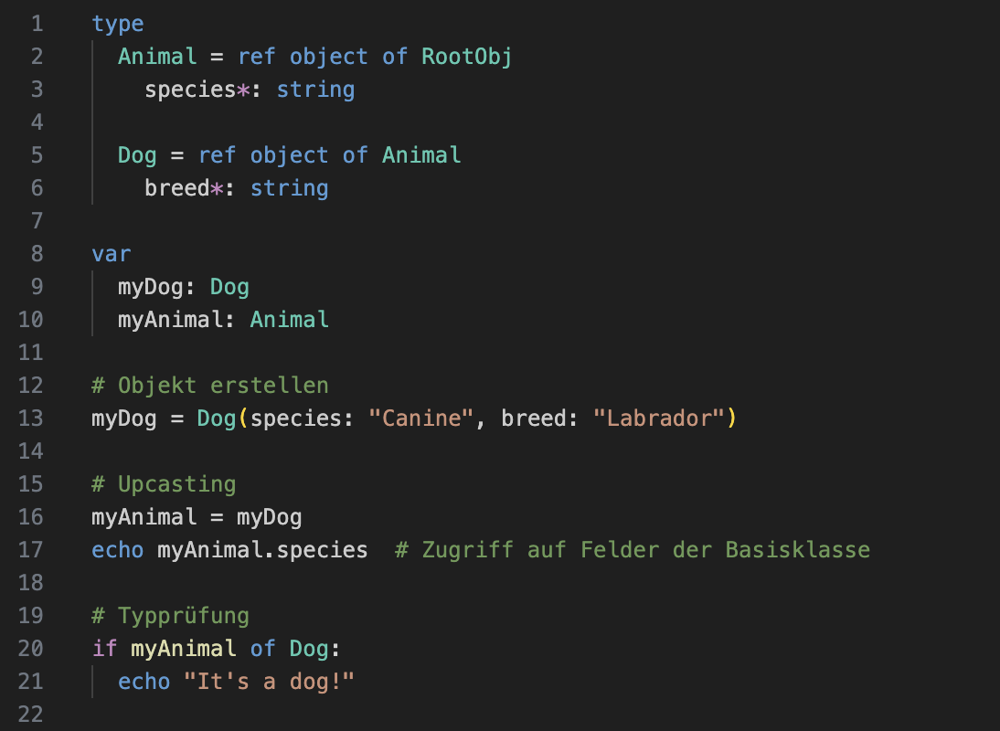 1 type
2   Animal = ref object of RootObj
3     species*: string
4
5   Dog = ref object of Animal
6     breed*: string
7
8 var
9   myDog: Dog
10   myAnimal: Animal
11
12 # Objekt erstellen
13 myDog = Dog(species: "Canine", breed: "Labrador")
14
15 # Upcasting
16 myAnimal = myDog
17 echo myAnimal.species  # Zugriff auf Felder der Basisklasse
18
19 # Typprüfung
20 if myAnimal of Dog:
21   echo "It's a dog!"
22